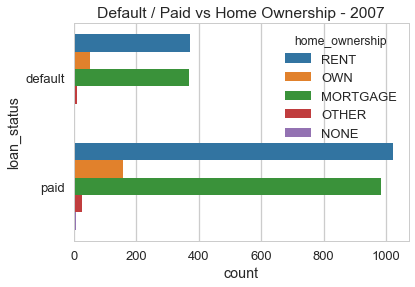 Default / Paid vs Home Ownership - 2007
home_ownership
RENT
OWN
MORTGAGE
OTHER
NONE
loan_status
default
paid
0 200 400 600 800 1000
count